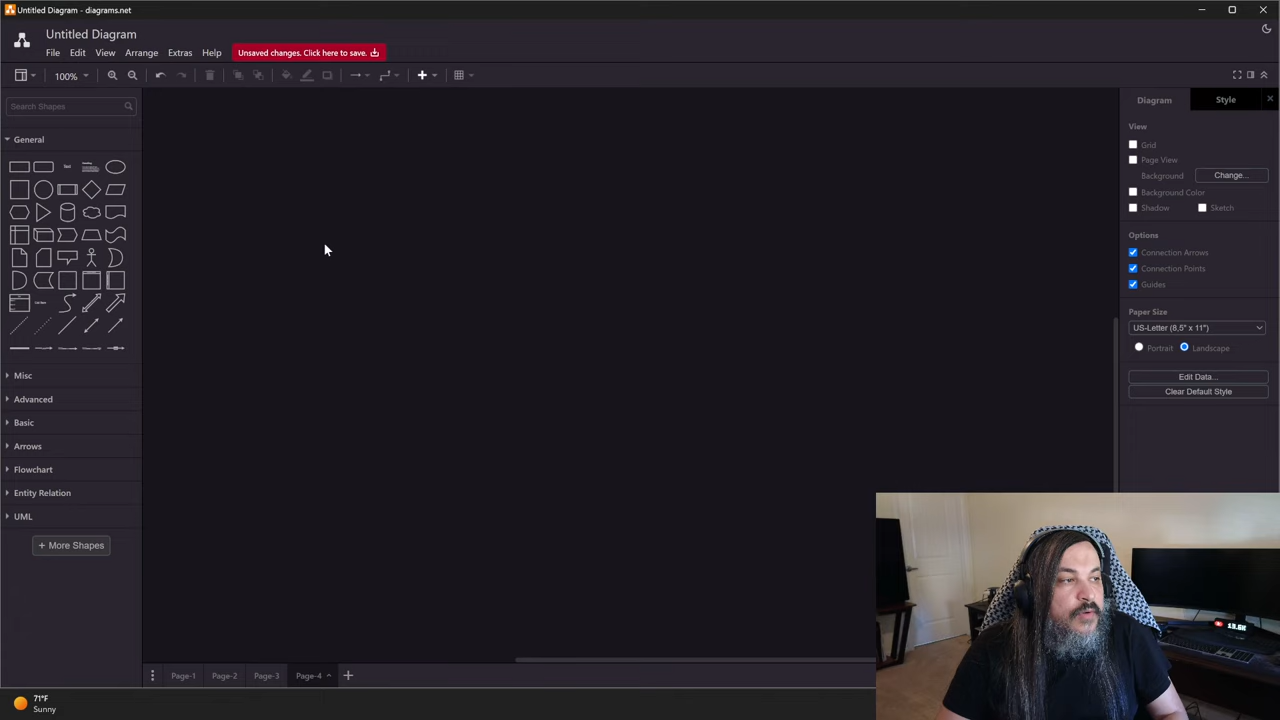 Untitled Diagram - diagrams.net
Untitled Diagram
File Edit View Arrange Extras Help Unsaved changes. Click here to save.
100%
Search Shapes
General
Text
Misc
Advanced
Basic
Arrows
Flowchart
Entity Relation
UML
+ More Shapes
Diagram Style
View
Grid
Page View
Background Change...
Background Color
Shadow Sketch
Options
Connection Arrows
Connection Points
Guides
Paper Size
US-Letter (8,5" x 11")
Portrait Landscape
Edit Data...
Clear Default Style
Page-1 Page-2 Page-3 Page-4
71°F
Sunny
13.6K